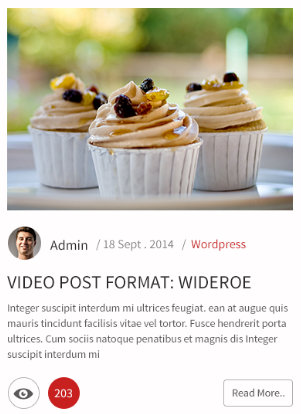 Admin / 18 Sept . 2014 / Wordpress
VIDEO POST FORMAT: WIDEROE
Integer suscipit interdum mi ultrices feugiat. ean at augue quis
mauris tincidunt facilisis vitae vel tortor. Fusce hendrerit porta
ultrices. Cum sociis natoque penatibus et magnis dis Integer
suscipit interdum mi
203
Read More..